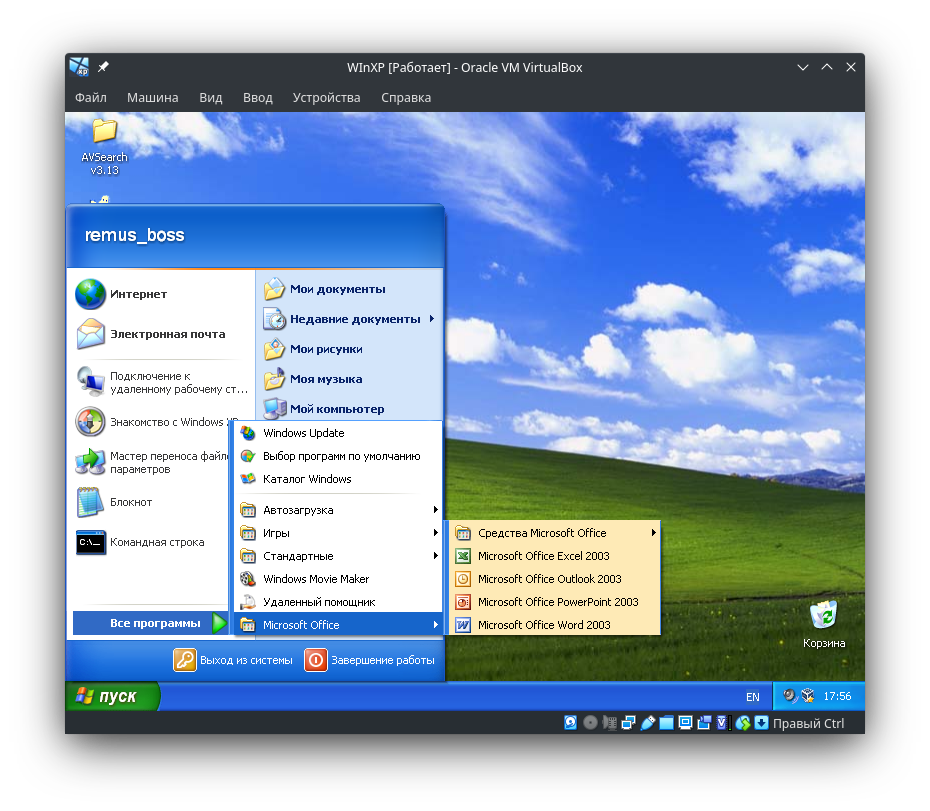 WInXP [Работает] - Oracle VM VirtualBox
Файл Машина Вид Ввод Устройства Справка
AVSearch
v3.13
remus_boss
Интернет
Электронная почта
Подключение к
удаленному рабочему ст...
Знакомство с Windows
Мастер переноса
параметров
Блокнот
Командная строка
Все программы
Мои документы
Недавние документы
Мои рисунки
Моя музыка
Мой компьютер
Windows Update
Выбор программ по умолчанию
Каталог Windows
Автозагрузка
Игры
Стандартные
Windows Movie Maker
Удаленный помощник
Microsoft Office
Средства Microsoft Office
Microsoft Office Excel 2003
Microsoft Office Outlook 2003
Microsoft Office PowerPoint 2003
Microsoft Office Word 2003
Корзина
Выход из системы Завершение работы
пуск EN 17:56
Правый Ctrl